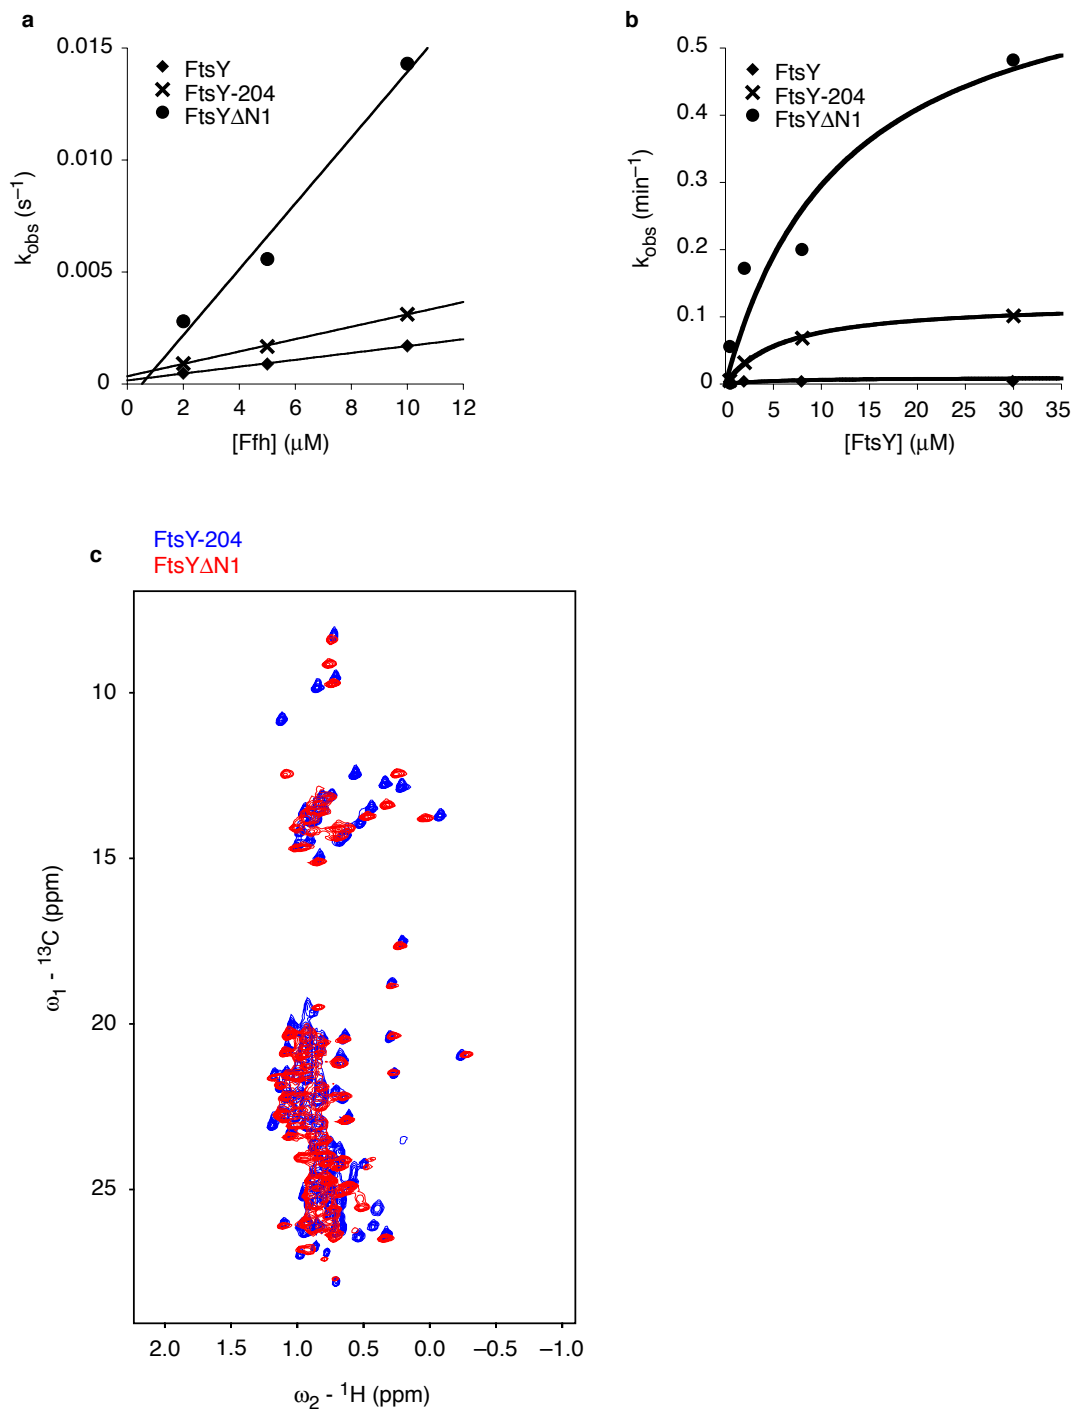 a
0.015
0.010
0.005
0
kobs (s–1)
FtsY
FtsY-204
FtsYΔN1
0 2 4 6 8 10 12
[Ffh] (μM)
b
0.5
0.4
0.3
0.2
0.1
0
kobs (min–1)
FtsY
FtsY-204
FtsYΔN1
0 5 10 15 20 25 30 35
[FtsY] (μM)
c
FtsY-204
FtsYΔN1
10
15
20
25
ω1 - 13C (ppm)
2.0 1.5 1.0 0.5 0.0 –0.5 –1.0
ω2 - 1H (ppm)